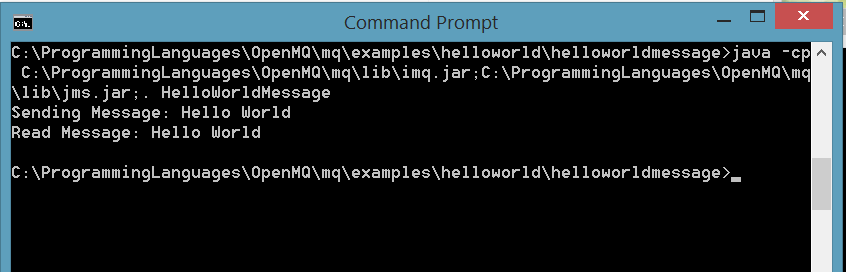 Command Prompt
C:\ProgrammingLanguages\OpenMQ\mq\examples\helloworld\helloworldmessage>java -cp
 C:\ProgrammingLanguages\OpenMQ\mq\lib\imq.jar;C:\ProgrammingLanguages\OpenMQ\mq
\lib\jms.jar;. HelloWorldMessage
Sending Message: Hello World
Read Message: Hello World
C:\ProgrammingLanguages\OpenMQ\mq\examples\helloworld\helloworldmessage>_